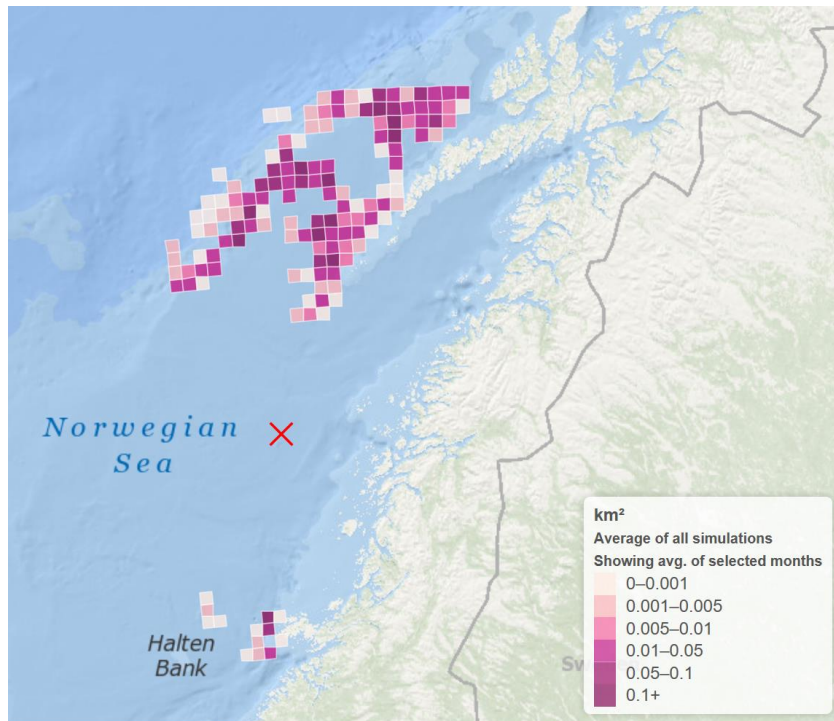 Norwegian
Sea
Halten
Bank
km²
Average of all simulations
Showing avg. of selected months
0–0.001
0.001–0.005
0.005–0.01
0.01–0.05
0.05–0.1
0.1+